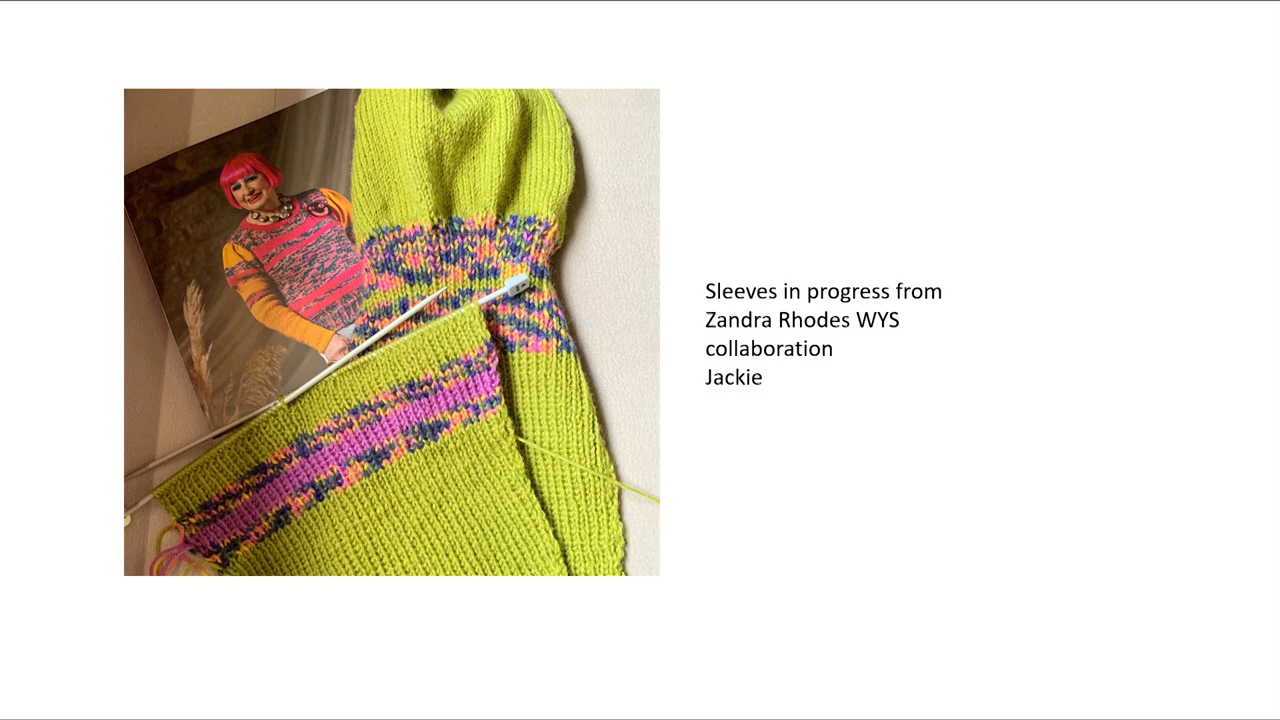 Sleeves in progress from
Zandra Rhodes WYS
collaboration
Jackie